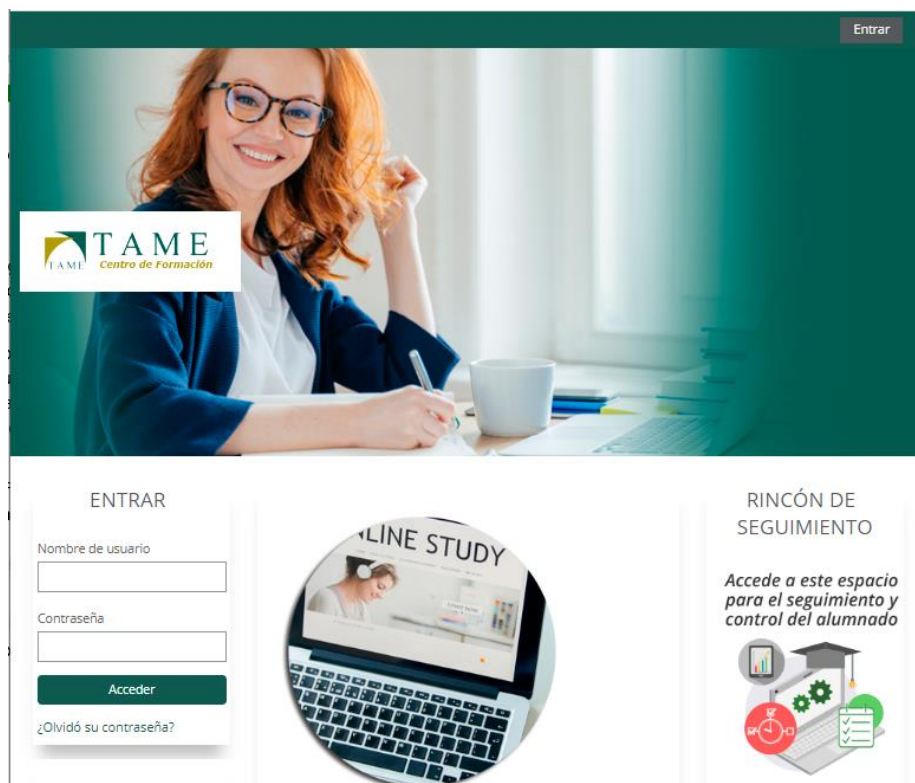 Entrar
TAME
TAME
Centro de Formación
ENTRAR
Nombre de usuario
Contraseña
Acceder
¿Olvidó su contraseña?
NLINE STUDY
RINCÓN DE
SEGUIMIENTO
Accede a este espacio
para el seguimiento y
control del alumnado